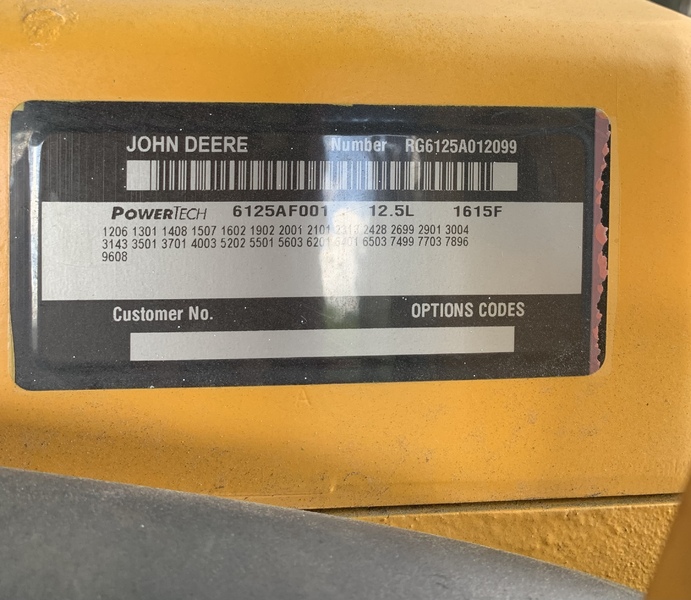 JOHN DEERE Number RG6125A012099
POWERTECH 6125AF001 12.5L 1615F
1206 1301 1408 1507 1602 1902 2001 2101 2428 2699 2901 3004
3143 3501 3701 4003 5202 5501 5603 6201 6503 7499 7703 7896
9608
Customer No. OPTIONS CODES